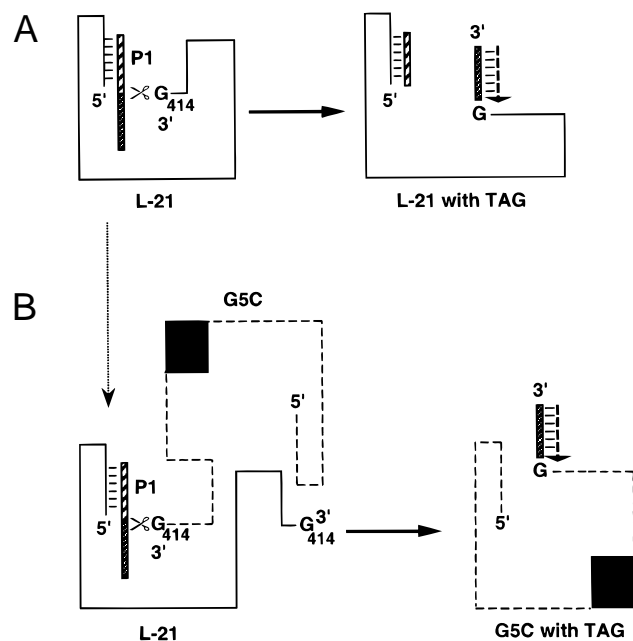 A
P1
5'
G
414
3'
L-21
3'
5'
G
L-21 with TAG
B
G5C
5'
P1
5'
G
414
3'
G
3'
414
L-21
3'
G
5'
G5C with TAG